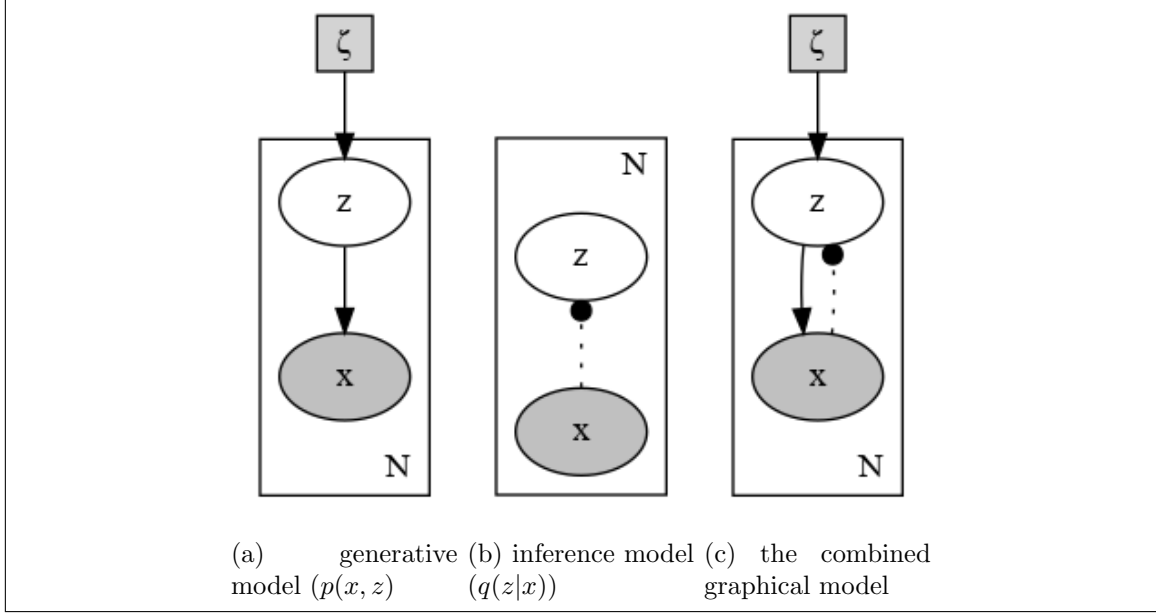 ζ
z
x
N
N
z
x
ζ
z
x
N
(a) generative
model (p(x, z)
(b) inference model
(q(z|x))
(c) the combined
graphical model